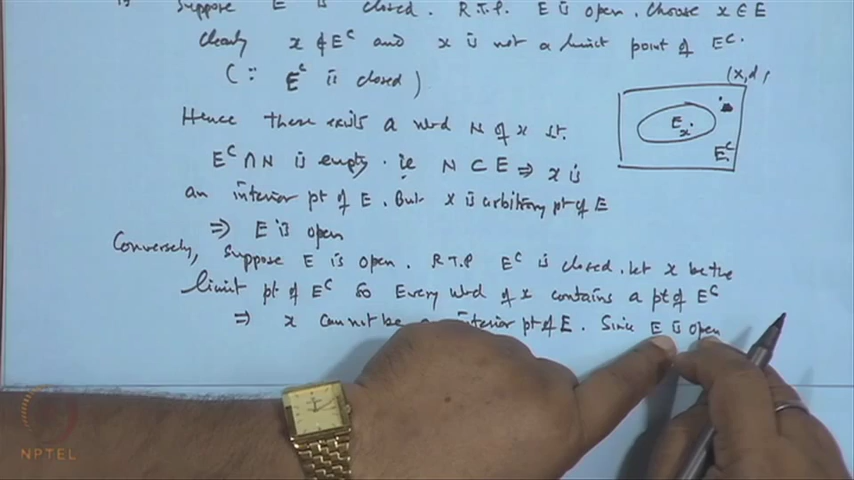 Suppose E is closed. R.T.P. E is open. Choose x ∈ E
Clearly x ∉ E^C and x is not a limit point of E^C.
(∵ E^C is closed)
(X, d)
Hence there exists a nbd N of x st.
E x.
E^C
E^C ∩ N is empty. ie N ⊂ E ⇒ x is
an interior pt of E. But x is arbitrary pt of E
⇒ E is open
Conversely, Suppose E is open. R.T.P E^C is closed. Let x be the
limit pt of E^C so Every nbd of x contains a pt of E^C
⇒ x cannot be an interior pt of E. Since E is open
NPTEL